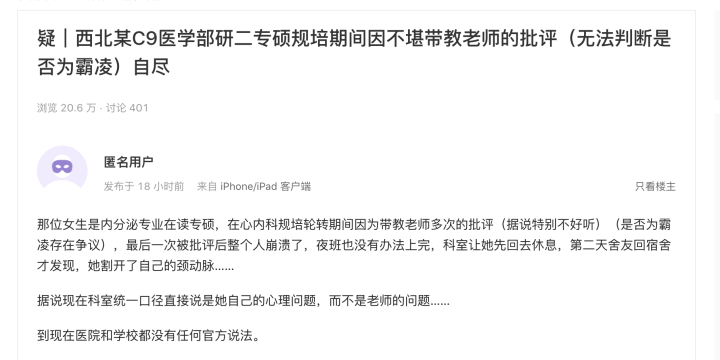 疑｜西北某C9医学部研二专硕规培期间因不堪带教老师的批评（无法判断是
否为霸凌）自尽
浏览 20.6 万 · 讨论 401
匿名用户
发布于 18 小时前 来自 iPhone/iPad 客户端
只看楼主
那位女生是内分泌专业在读专硕，在心内科规培轮转期间因为带教老师多次的批评（据说特别不好听）（是否为霸
凌存在争议），最后一次被批评后整个人崩溃了，夜班也没有办法上完，科室让她先回去休息，第二天舍友回宿舍
才发现，她割开了自己的颈动脉……
据说现在科室统一口径直接说是她自己的心理问题，而不是老师的问题……
到现在医院和学校都没有任何官方说法。